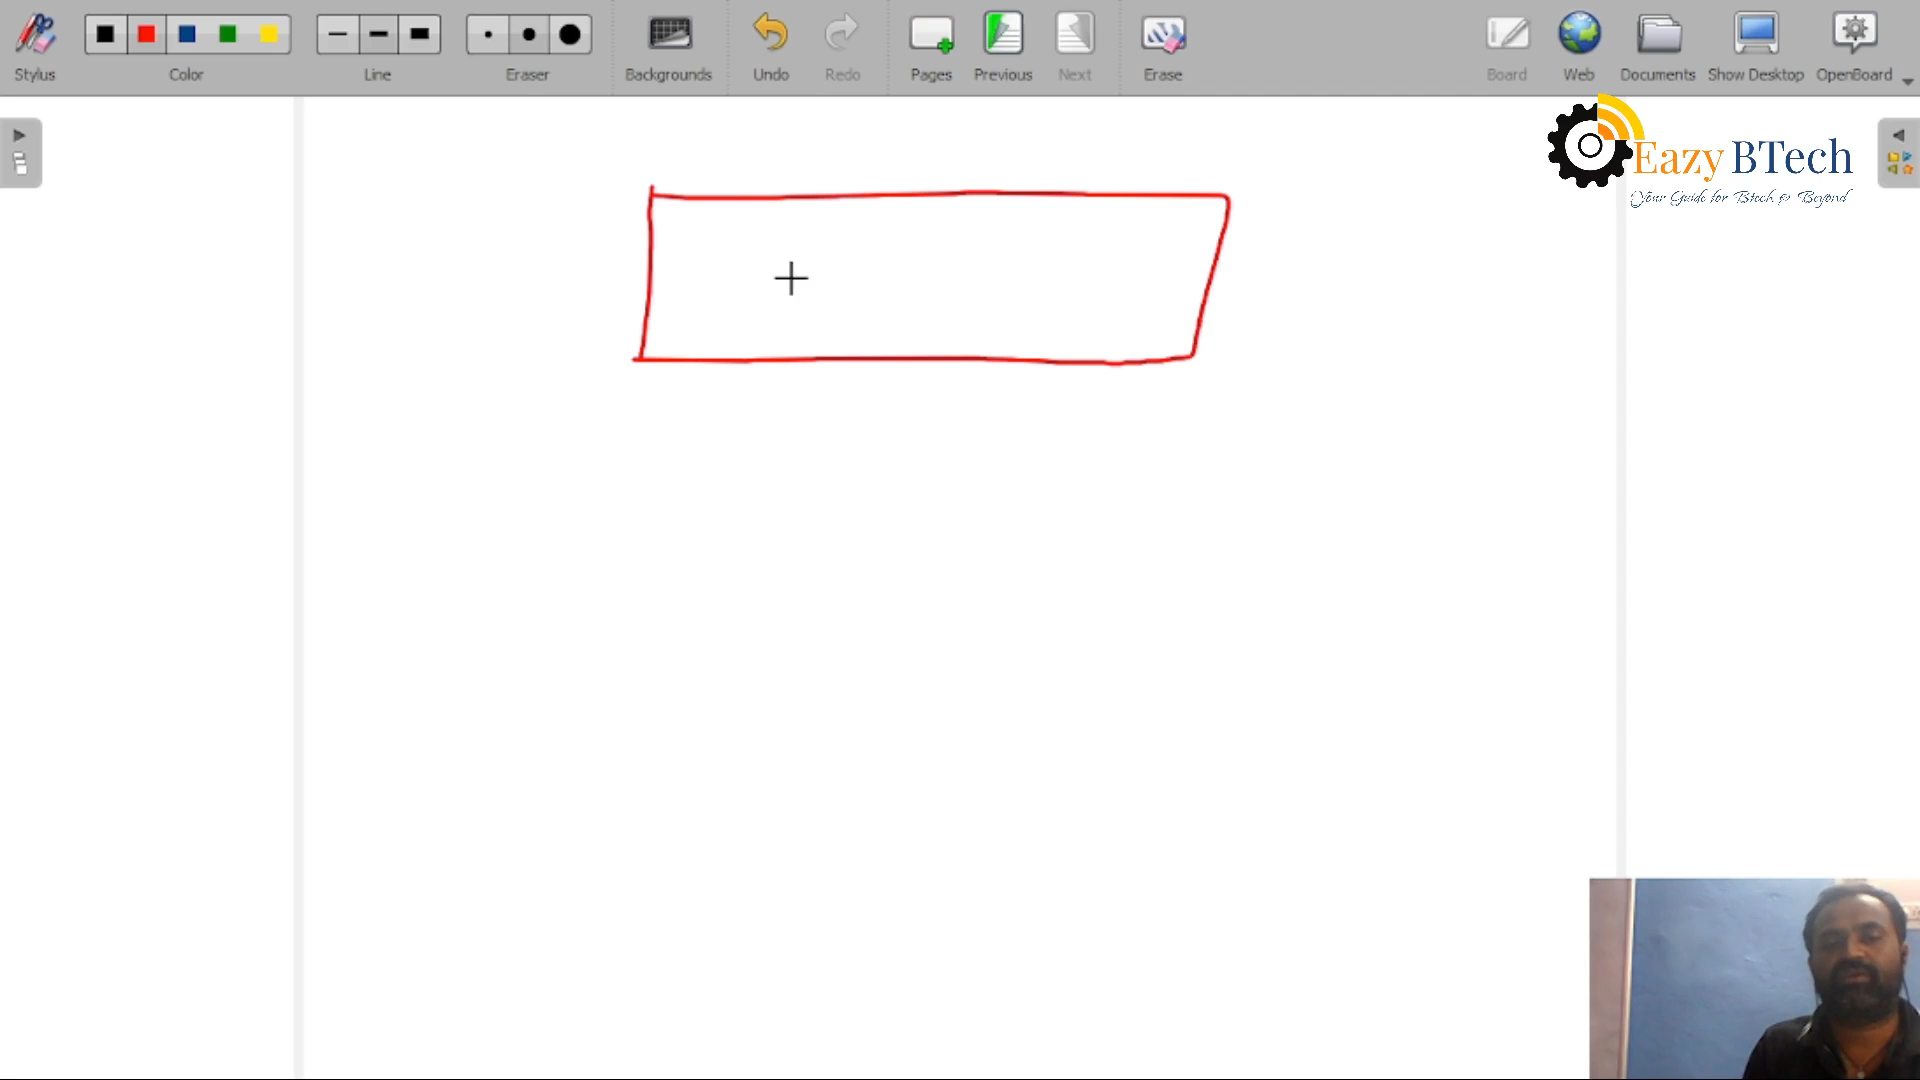 Stylus
Color
Line
Eraser
Backgrounds
Undo
Redo
Pages
Previous
Next
Erase
Board
Web
Documents
Show Desktop
OpenBoard
Eazy BTech
Your Guide for Btech & Beyond